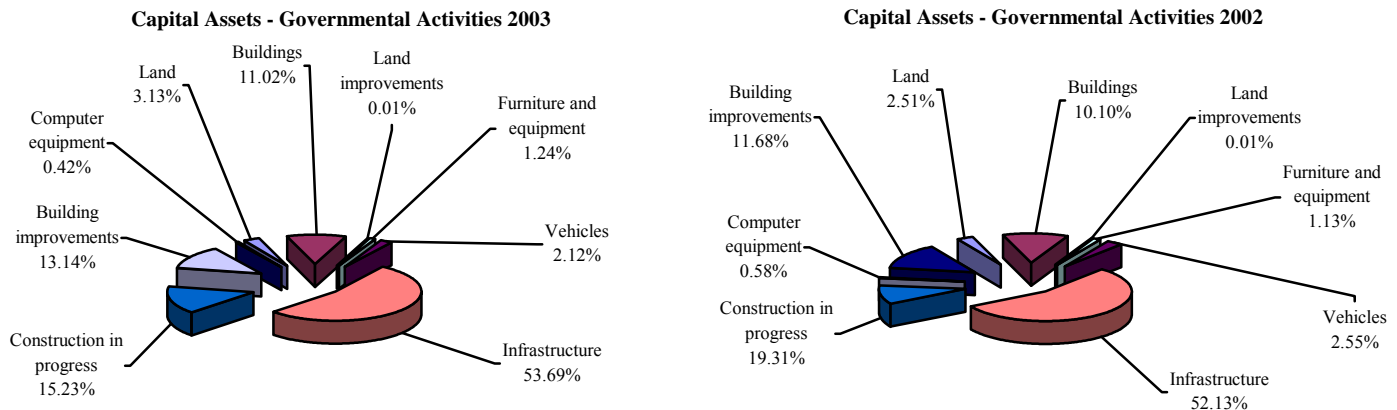 Capital Assets - Governmental Activities 2003
Buildings
11.02%
Land
improvements
0.01%
Land
3.13%
Furniture and
equipment
1.24%
Computer
equipment
0.42%
Building
improvements
13.14%
Vehicles
2.12%
Construction in
progress
15.23%
Infrastructure
53.69%
Capital Assets - Governmental Activities 2002
Building
improvements
11.68%
Land
2.51%
Buildings
10.10%
Land
improvements
0.01%
Furniture and
equipment
1.13%
Computer
equipment
0.58%
Construction in
progress
19.31%
Vehicles
2.55%
Infrastructure
52.13%